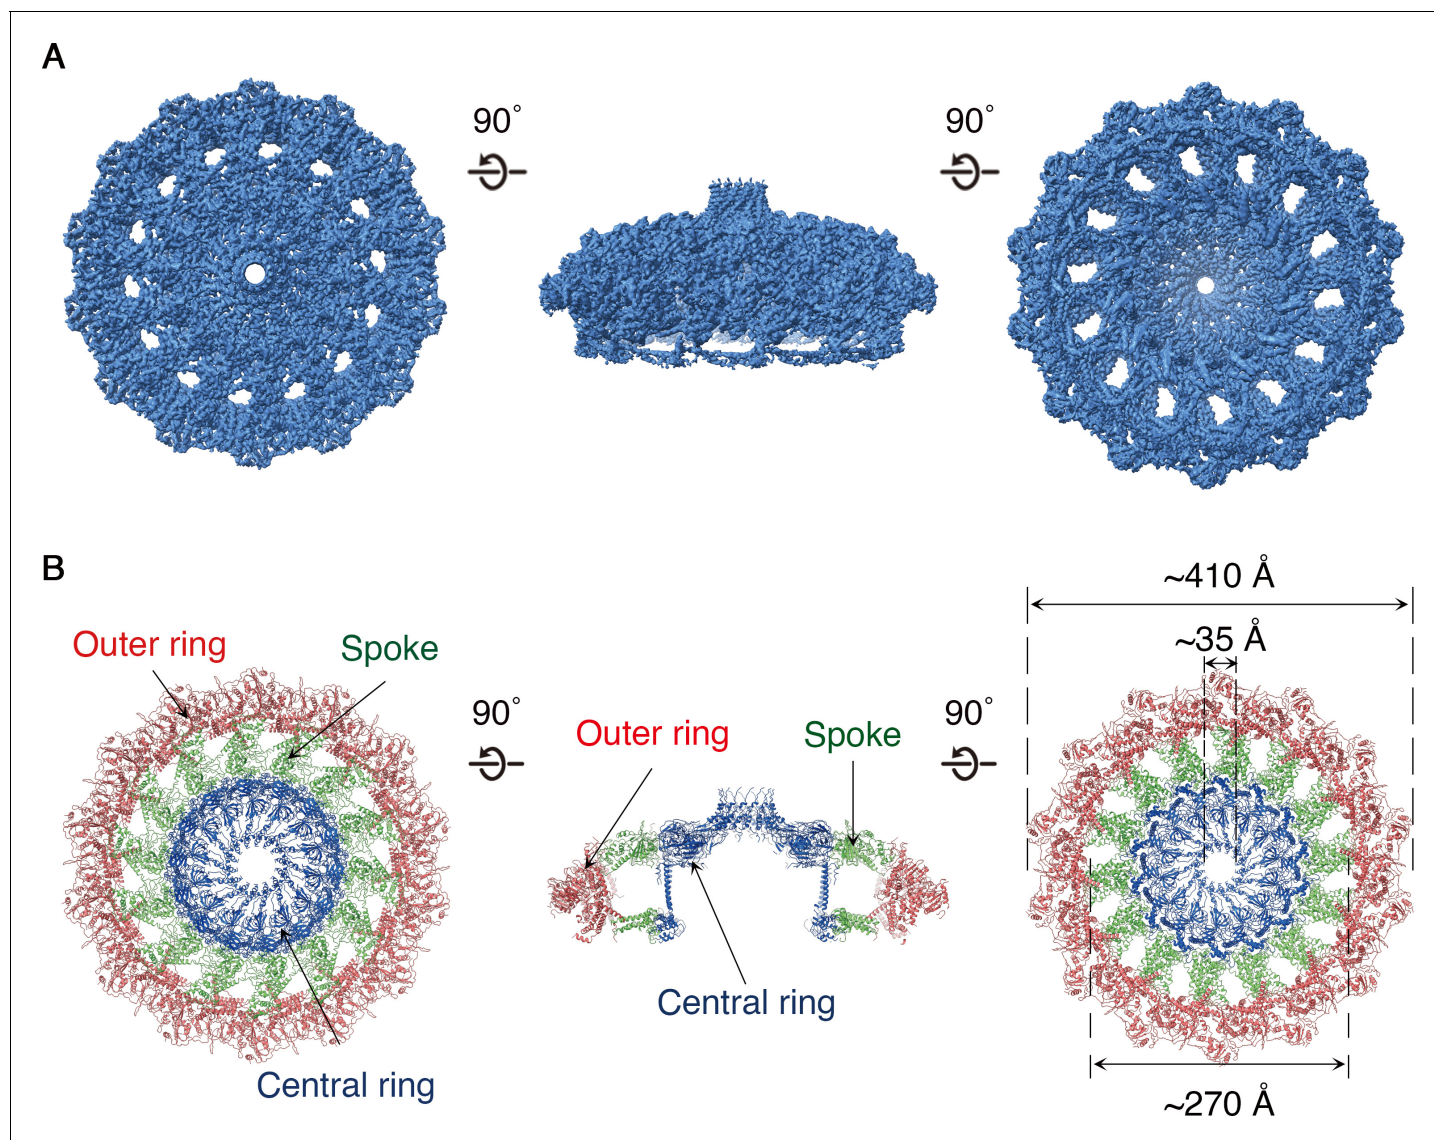 A
90°
90°
B
~410 Å
~35 Å
Outer ring
Spoke
90°
90°
Outer ring
Spoke
Central ring
Central ring
~270 Å